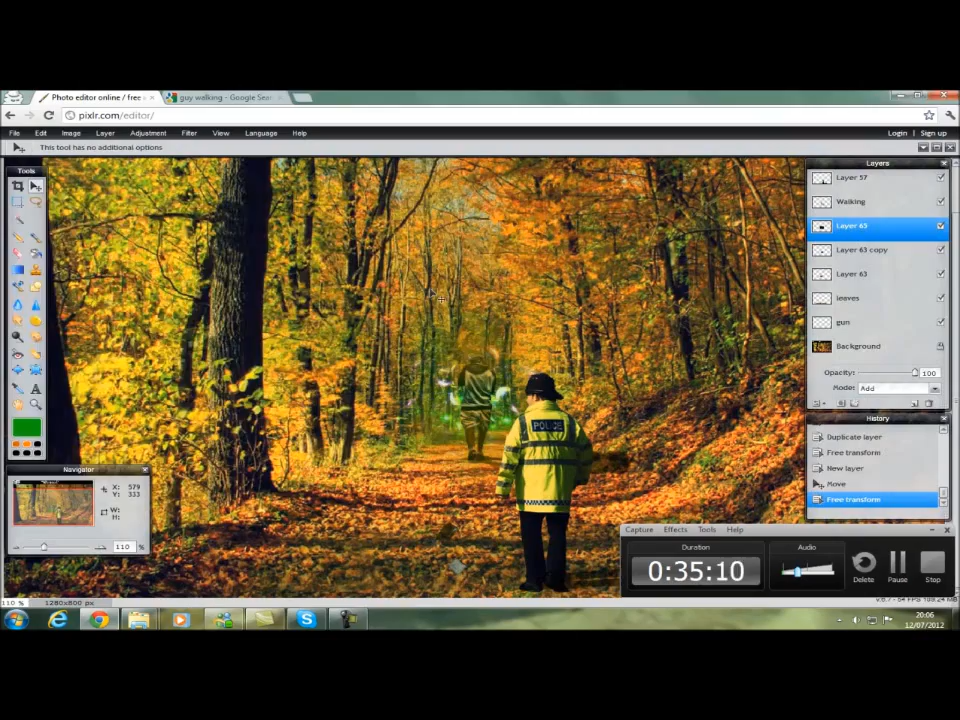 Photo editor online / free
guy walking - Google Sear
pixlr.com/editor/
File Edit Image Layer Adjustment Filter View Language Help
Login Sign up
This tool has no additional options
Tools
Layers
Layer 57
Walking
Layer 65
Layer 63 copy
Layer 63
leaves
gun
Background
Opacity: 100
Mode: Add
POLICE
History
Duplicate layer
Free transform
New layer
Move
Free transform
Navigator
X: 579
Y: 333
W:
H:
110 %
Capture Effects Tools Help
Duration
0:35:10
Audio
Delete Pause Stop
110 % 1280x800 px
20:06
12/07/2012